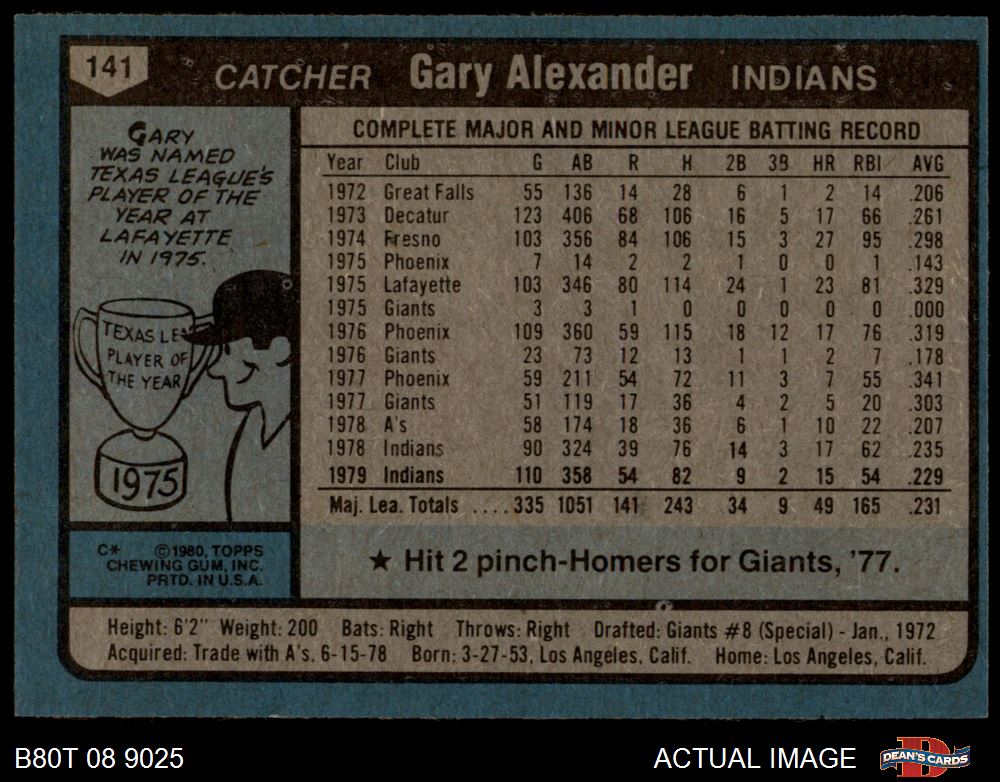 141 CATCHER Gary Alexander INDIANS
GARY
WAS NAMED
TEXAS LEAGUE'S
PLAYER OF THE
YEAR AT
LAFAYETTE
IN 1975.
TEXAS LE
PLAYER OF
THE YEAR
1975
C* ©1980, TOPPS
CHEWING GUM, INC.
PRTD. IN U.S.A.
COMPLETE MAJOR AND MINOR LEAGUE BATTING RECORD
Year Club G AB R H 2B 3B HR RBI AVG
1972 Great Falls 55 136 14 28 6 1 2 14 .206
1973 Decatur 123 406 68 106 16 5 17 66 .261
1974 Fresno 103 356 84 106 15 3 27 95 .298
1975 Phoenix 7 14 2 2 1 0 0 1 .143
1975 Lafayette 103 346 80 114 24 1 23 81 .329
1975 Giants 3 3 1 0 0 0 0 0 .000
1976 Phoenix 109 360 59 115 18 12 17 76 .319
1976 Giants 23 73 12 13 1 1 2 7 .178
1977 Phoenix 59 211 54 72 11 3 7 55 .341
1977 Giants 51 119 17 36 4 2 5 20 .303
1978 A's 58 174 18 36 6 1 10 22 .207
1978 Indians 90 324 39 76 14 3 17 62 .235
1979 Indians 110 358 54 82 9 2 15 54 .229
Maj. Lea. Totals ....335 1051 141 243 34 9 49 165 .231
★ Hit 2 pinch-Homers for Giants, '77.
Height: 6'2" Weight: 200 Bats: Right Throws: Right Drafted: Giants #8 (Special) - Jan., 1972
Acquired: Trade with A's, 6-15-78 Born: 3-27-53, Los Angeles, Calif. Home: Los Angeles, Calif.
B80T 08 9025 ACTUAL IMAGE DEAN'S CARDS